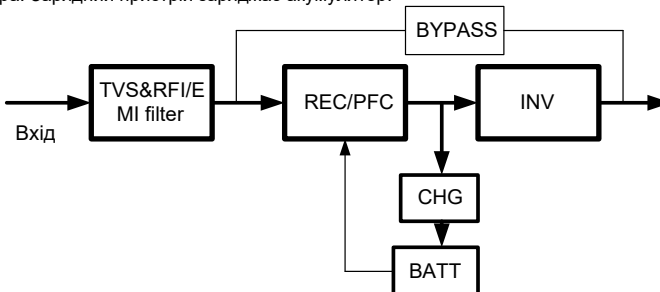 зарядний пристрій заряджає акумулятор.
BYPASS
TVS&RFI/E
MI filter
REC/PFC
INV
Вхід
CHG
BATT